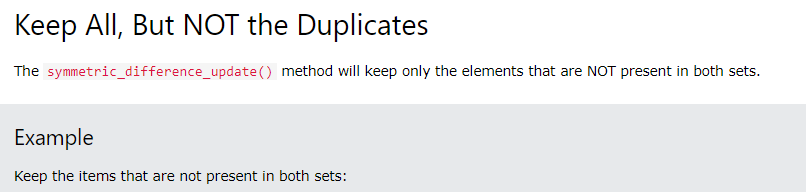 Keep All, But NOT the Duplicates
The symmetric_difference_update() method will keep only the elements that are NOT present in both sets.
Example
Keep the items that are not present in both sets: